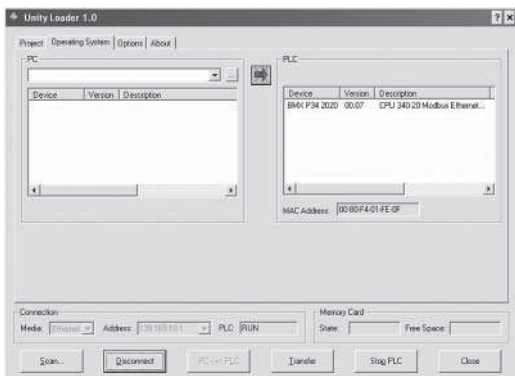 Unity Loader 1.0
Project Operating System Options About
PC
Device Version Description
PLC
Device Version Description
BMX P34 2020 00.07 CPU 340-20 Modbus Ethernet...
MAC Address: 00-80-F4-01-FE-0F
Connection
Media: Ethernet Address: PLC: RUN
Memory Card
State: Free Space:
Scan... Disconnect PC <=> PLC Transfer Stop PLC Close